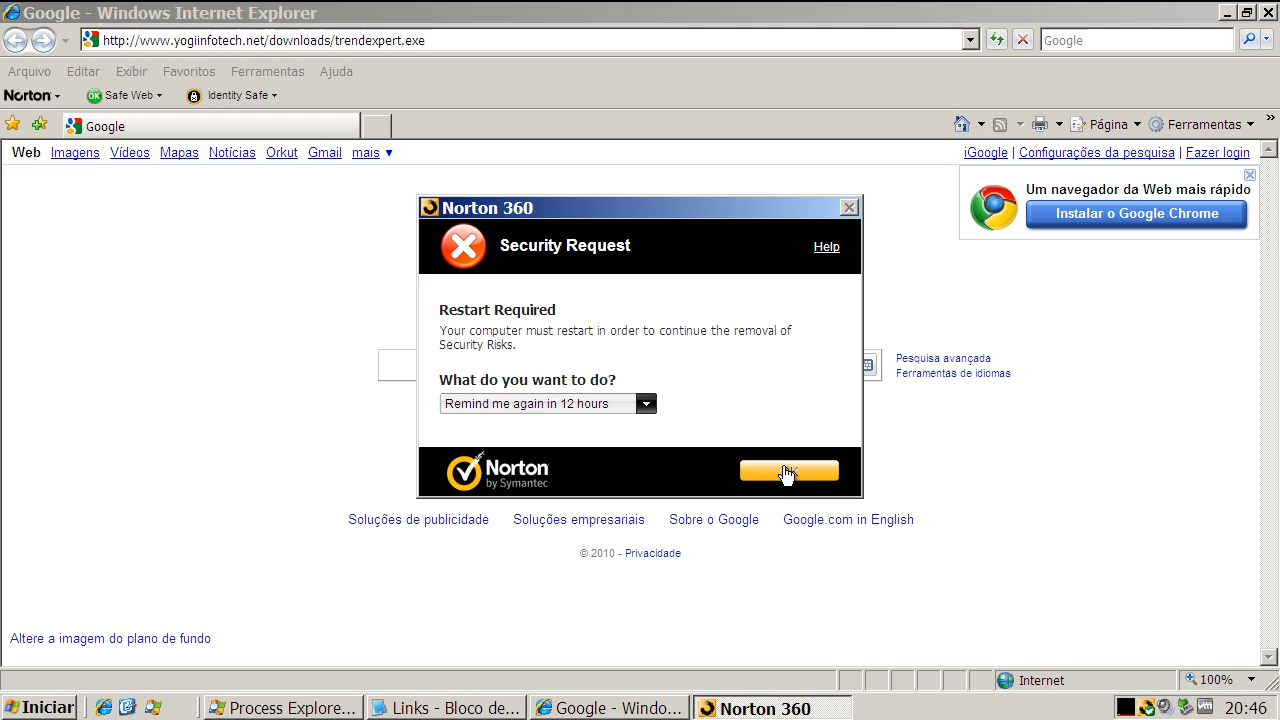 Google - Windows Internet Explorer
http://www.yogiinfotech.net/downloads/trendexpert.exe
Google
Arquivo Editar Exibir Favoritos Ferramentas Ajuda
Norton OK Safe Web Identity Safe
Google
Página Ferramentas »
Web Imagens Vídeos Mapas Notícias Orkut Gmail mais ▼
iGoogle | Configurações da pesquisa | Fazer login
Um navegador da Web mais rápido
Instalar o Google Chrome
Norton 360
Security Request
Help
Restart Required
Your computer must restart in order to continue the removal of
Security Risks.
What do you want to do?
Remind me again in 12 hours
Norton
by Symantec
Pesquisa avançada
Ferramentas de idiomas
Soluções de publicidade Soluções empresariais Sobre o Google Google.com in English
© 2010 - Privacidade
Altere a imagem do plano de fundo
Internet
100%
Iniciar
Process Explore...
Links - Bloco de...
Google - Windo...
Norton 360
20:46